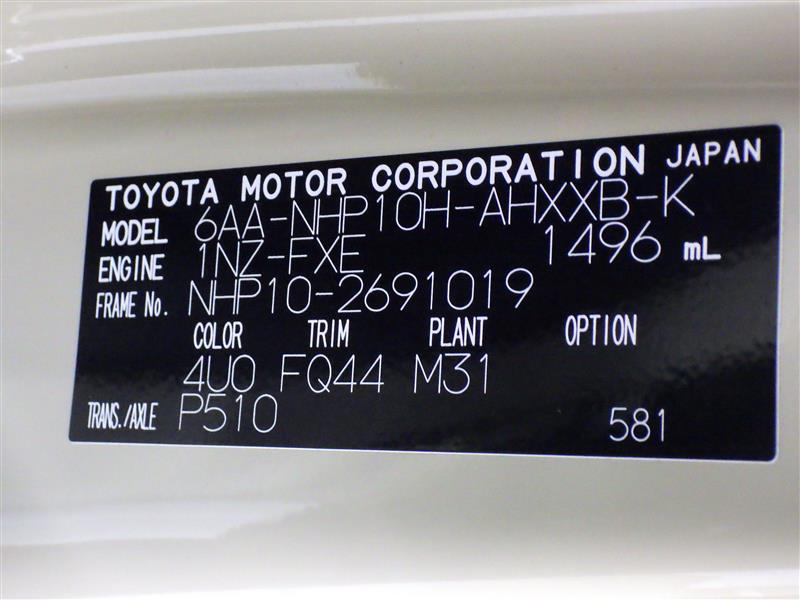 TOYOTA MOTOR CORPORATION JAPAN
MODEL 6AA-NHP10H-AHXXB-K
ENGINE 1NZ-FXE 1496 mL
FRAME No. NHP10-2691019
COLOR TRIM PLANT OPTION
4U0 FQ44 M31
TRANS./AXLE P510 581